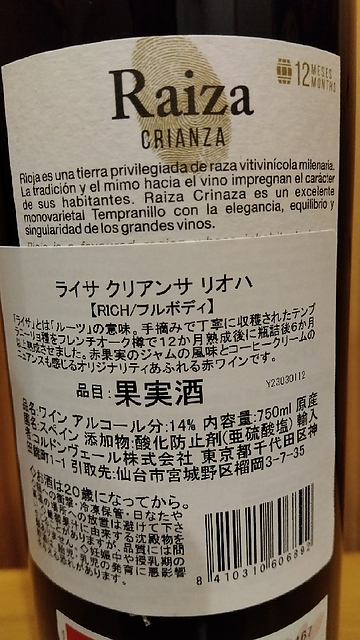 Raiza
CRIANZA
12 MESES
MONTHS
Rioja es una tierra privilegiada de raza vitivinícola milenaria.
La tradición y el mimo hacia el vino impregnan el carácter
de sus habitantes. Raiza Crinaza es un excelente
monovarietal Tempranillo con la elegancia, equilibrio y
singularidad de los grandes vinos.
ライサ クリアンサ リオハ
【RICH/フルボディ】
「ライサ」とは「ルーツ」の意味。手摘みで丁寧に収穫されたテンプ
ラニーリョ種をフレンチオーク樽で12か月熟成後に瓶詰後6か月
以上熟成させました。赤果実のジャムの風味とコーヒークリームの
ニュアンスも感じるオリジナリティあふれる赤ワインです。
品目:果実酒
Y23030112
品名:ワイン アルコール分:14% 内容量:750ml 原産
国名:スペイン 添加物:酸化防止剤(亜硫酸塩) 輸入
者:コルドンヴェール株式会社 東京都千代田区神
田錦町1-1 引取先:仙台市宮城野区榴岡3-7-35
お酒は20歳になってから。
8 410310 606892